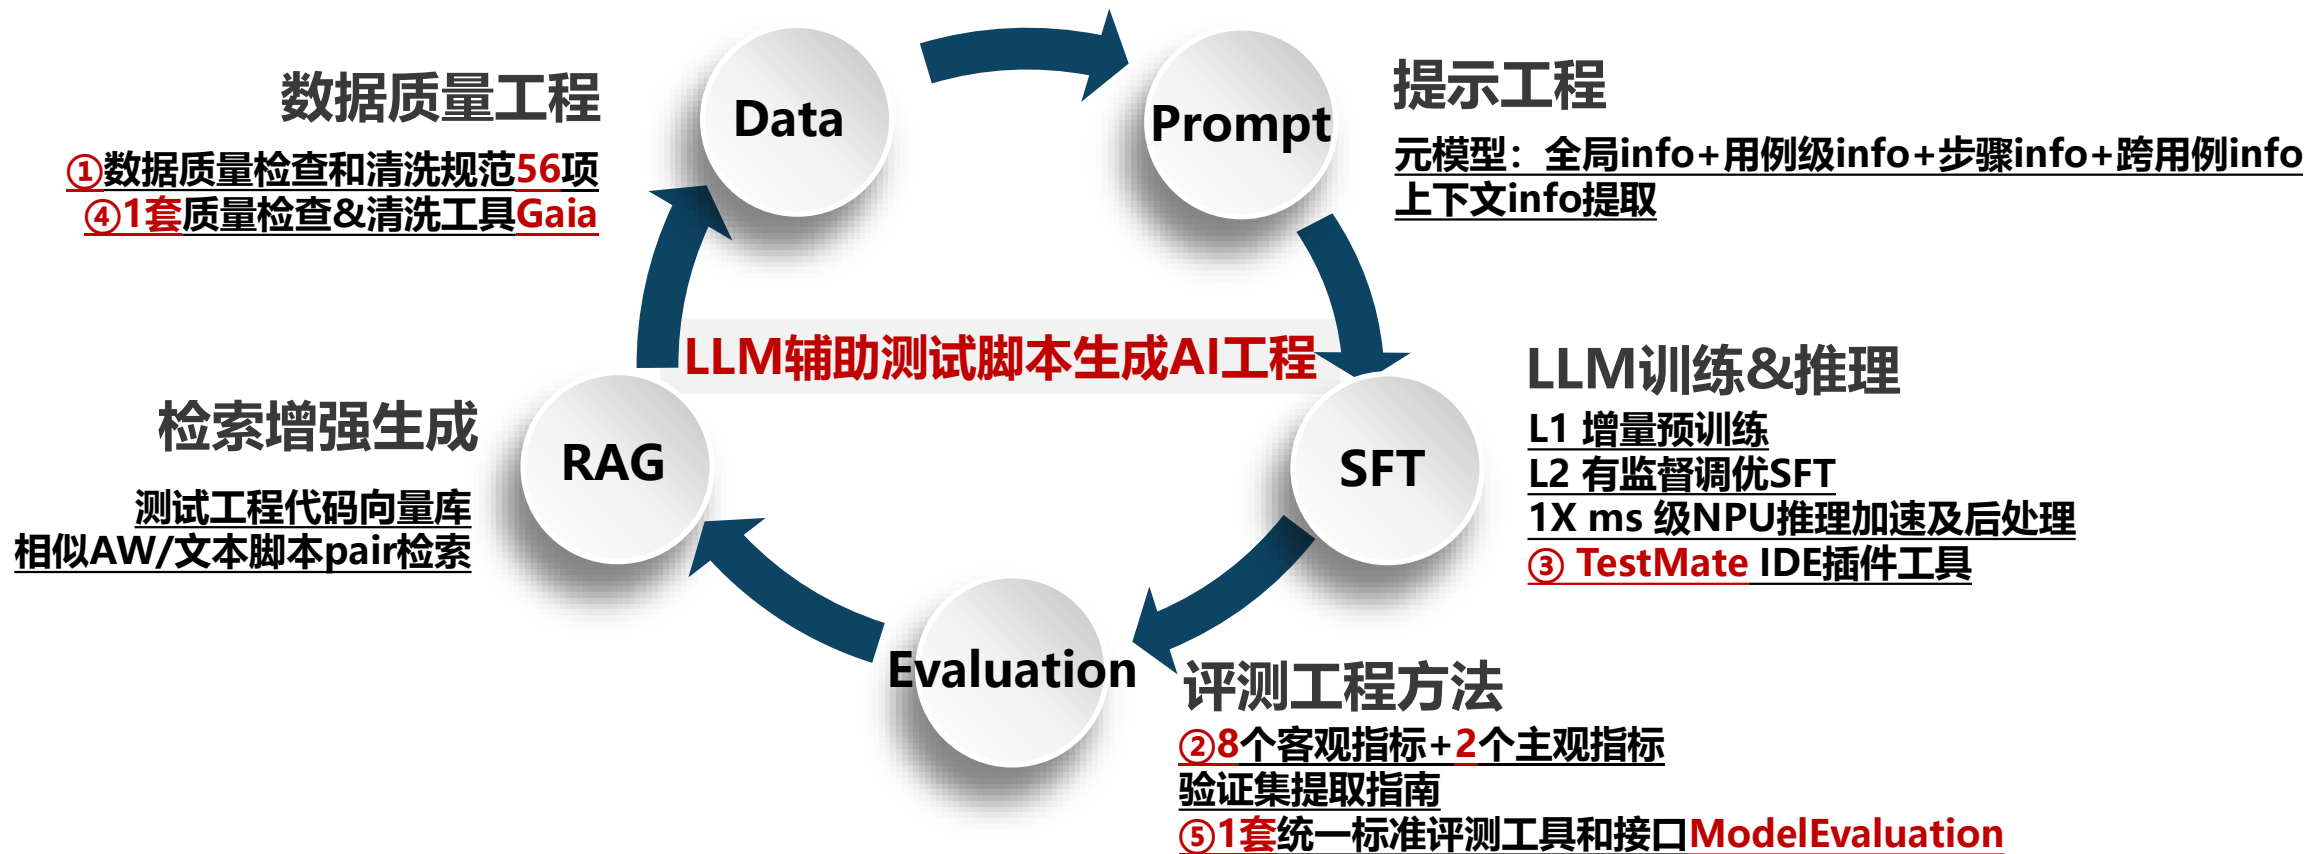 数据质量工程
①数据质量检查和清洗规范56项
④1套质量检查&清洗工具Gaia
Data
Prompt
提示工程
元模型：全局info+用例级info+步骤info+跨用例info
上下文info提取
LLM辅助测试脚本生成AI工程
LLM训练&推理
L1 增量预训练
L2 有监督调优SFT
1X ms 级NPU推理加速及后处理
③ TestMate IDE插件工具
SFT
检索增强生成
测试工程代码向量库
相似AW/文本脚本pair检索
RAG
Evaluation
评测工程方法
②8个客观指标+2个主观指标
验证集提取指南
⑤1套统一标准评测工具和接口ModelEvaluation